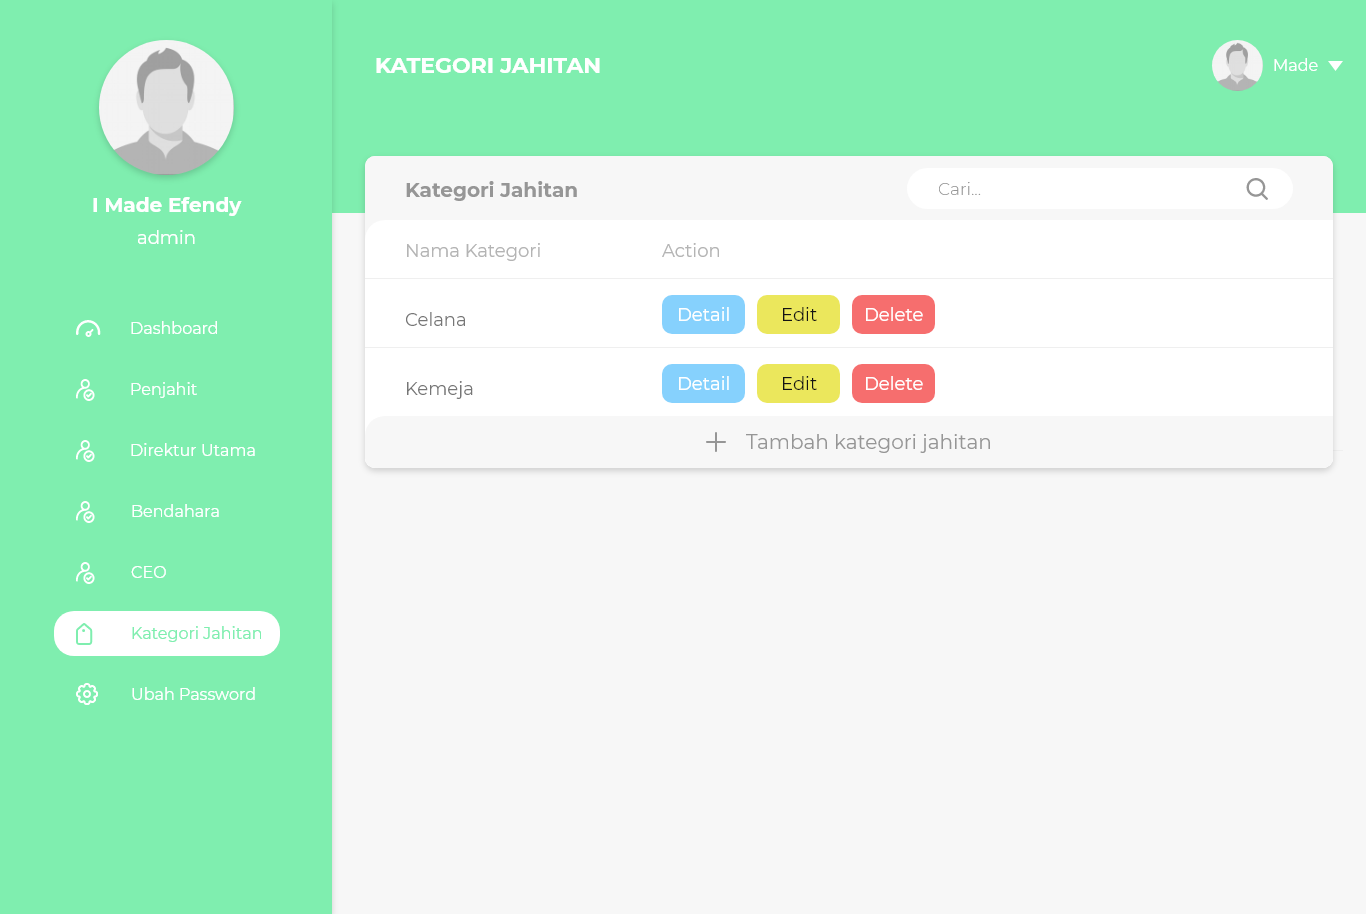 I Made Efendy
admin
Dashboard
Penjahit
Direktur Utama
Bendahara
CEO
Kategori Jahitan
Ubah Password
KATEGORI JAHITAN
Made
Kategori Jahitan
Cari...
Nama Kategori Action
Celana Detail Edit Delete
Kemeja Detail Edit Delete
Tambah kategori jahitan